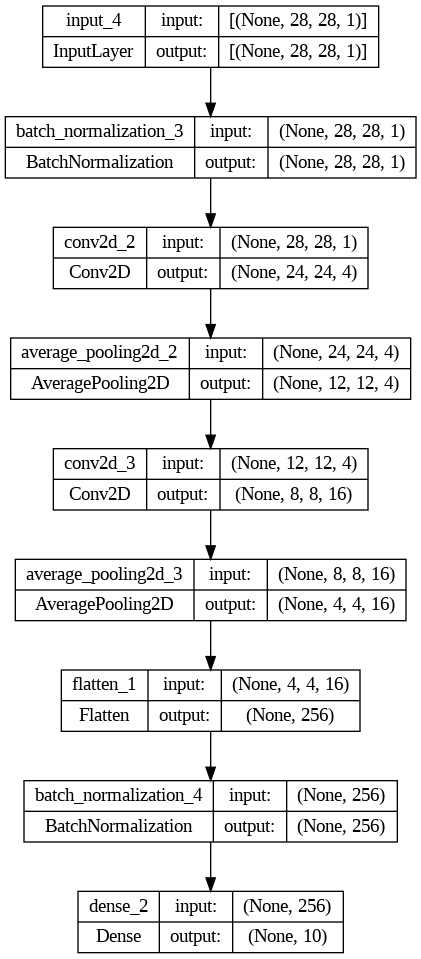 input_4 input: [(None, 28, 28, 1)]
InputLayer output: [(None, 28, 28, 1)]
batch_normalization_3 input: (None, 28, 28, 1)
BatchNormalization output: (None, 28, 28, 1)
conv2d_2 input: (None, 28, 28, 1)
Conv2D output: (None, 24, 24, 4)
average_pooling2d_2 input: (None, 24, 24, 4)
AveragePooling2D output: (None, 12, 12, 4)
conv2d_3 input: (None, 12, 12, 4)
Conv2D output: (None, 8, 8, 16)
average_pooling2d_3 input: (None, 8, 8, 16)
AveragePooling2D output: (None, 4, 4, 16)
flatten_1 input: (None, 4, 4, 16)
Flatten output: (None, 256)
batch_normalization_4 input: (None, 256)
BatchNormalization output: (None, 256)
dense_2 input: (None, 256)
Dense output: (None, 10)